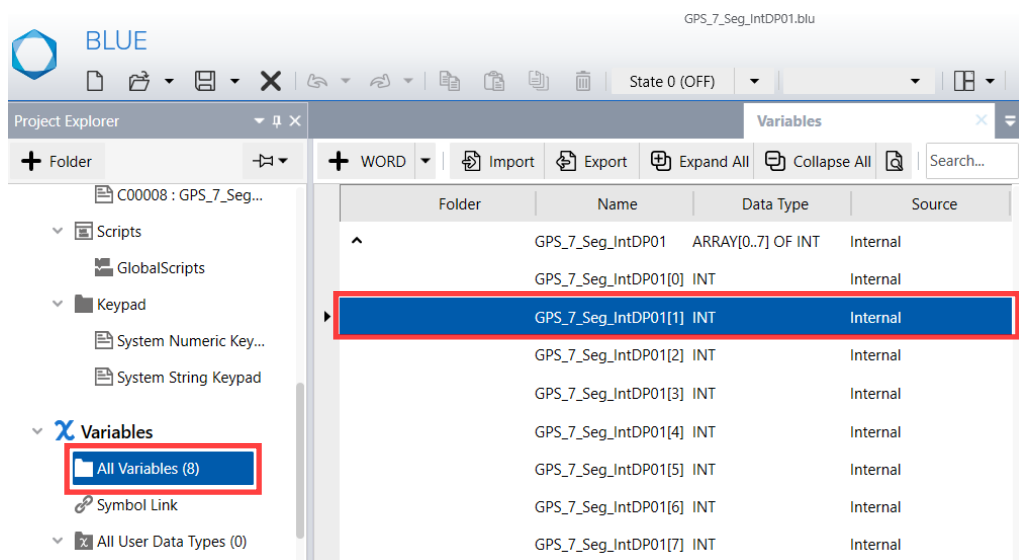 GPS_7_Seg_IntDP01.blu
BLUE
State 0 (OFF)
Project Explorer
Variables
Folder
WORD
Import
Export
Expand All
Collapse All
Search...
C00008 : GPS_7_Seg...
Scripts
GlobalScripts
Keypad
System Numeric Key...
System String Keypad
Variables
All Variables (8)
Symbol Link
All User Data Types (0)
Folder Name Data Type Source
GPS_7_Seg_IntDP01 ARRAY[0..7] OF INT Internal
GPS_7_Seg_IntDP01[0] INT Internal
GPS_7_Seg_IntDP01[1] INT Internal
GPS_7_Seg_IntDP01[2] INT Internal
GPS_7_Seg_IntDP01[3] INT Internal
GPS_7_Seg_IntDP01[4] INT Internal
GPS_7_Seg_IntDP01[5] INT Internal
GPS_7_Seg_IntDP01[6] INT Internal
GPS_7_Seg_IntDP01[7] INT Internal